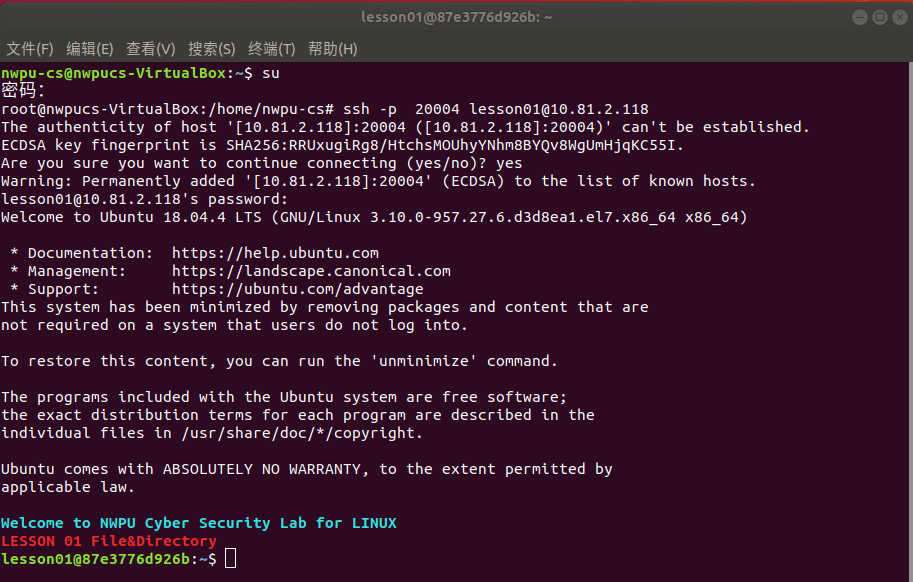 lesson01@87e3776d926b: ~
文件(F) 编辑(E) 查看(V) 搜索(S) 终端(T) 帮助(H)
nwpu-cs@nwpucs-VirtualBox:~$ su
密码：
root@nwpucs-VirtualBox:/home/nwpu-cs# ssh -p  20004 lesson01@10.81.2.118
The authenticity of host '[10.81.2.118]:20004 ([10.81.2.118]:20004)' can't be established.
ECDSA key fingerprint is SHA256:RRUxugiRg8/HtchsMOUhyYNhm8BYQv8WgUmHjqKC55I.
Are you sure you want to continue connecting (yes/no)? yes
Warning: Permanently added '[10.81.2.118]:20004' (ECDSA) to the list of known hosts.
lesson01@10.81.2.118's password:
Welcome to Ubuntu 18.04.4 LTS (GNU/Linux 3.10.0-957.27.6.d3d8ea1.el7.x86_64 x86_64)
 * Documentation:  https://help.ubuntu.com
 * Management:     https://landscape.canonical.com
 * Support:        https://ubuntu.com/advantage
This system has been minimized by removing packages and content that are
not required on a system that users do not log into.
To restore this content, you can run the 'unminimize' command.
The programs included with the Ubuntu system are free software;
the exact distribution terms for each program are described in the
individual files in /usr/share/doc/*/copyright.
Ubuntu comes with ABSOLUTELY NO WARRANTY, to the extent permitted by
applicable law.
Welcome to NWPU Cyber Security Lab for LINUX
LESSON 01 File&Directory
lesson01@87e3776d926b:~$